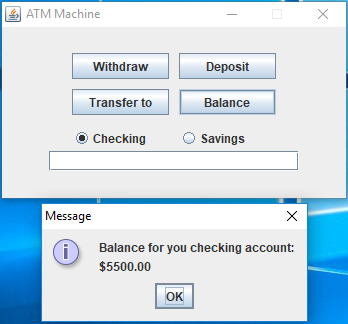 ATM Machine
Withdraw Deposit
Transfer to Balance
Checking Savings
Message
Balance for you checking account:
$5500.00
OK